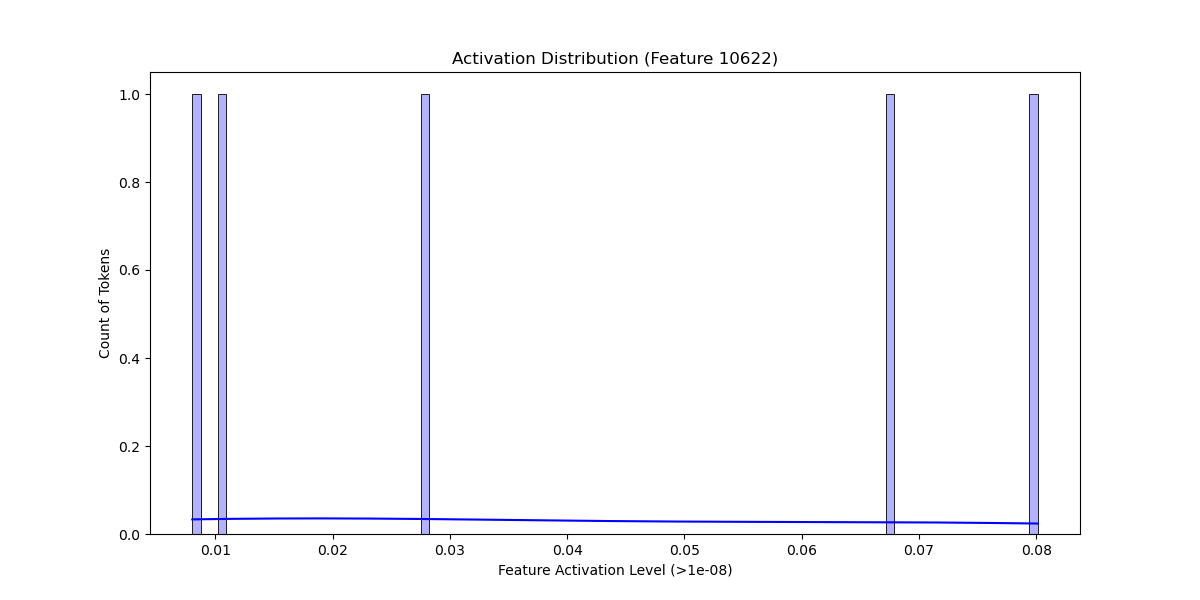 Activation Distribution (Feature 10622)
1.0
0.8
0.6
0.4
0.2
0.0
Count of Tokens
0.01 0.02 0.03 0.04 0.05 0.06 0.07 0.08
Feature Activation Level (>1e-08)